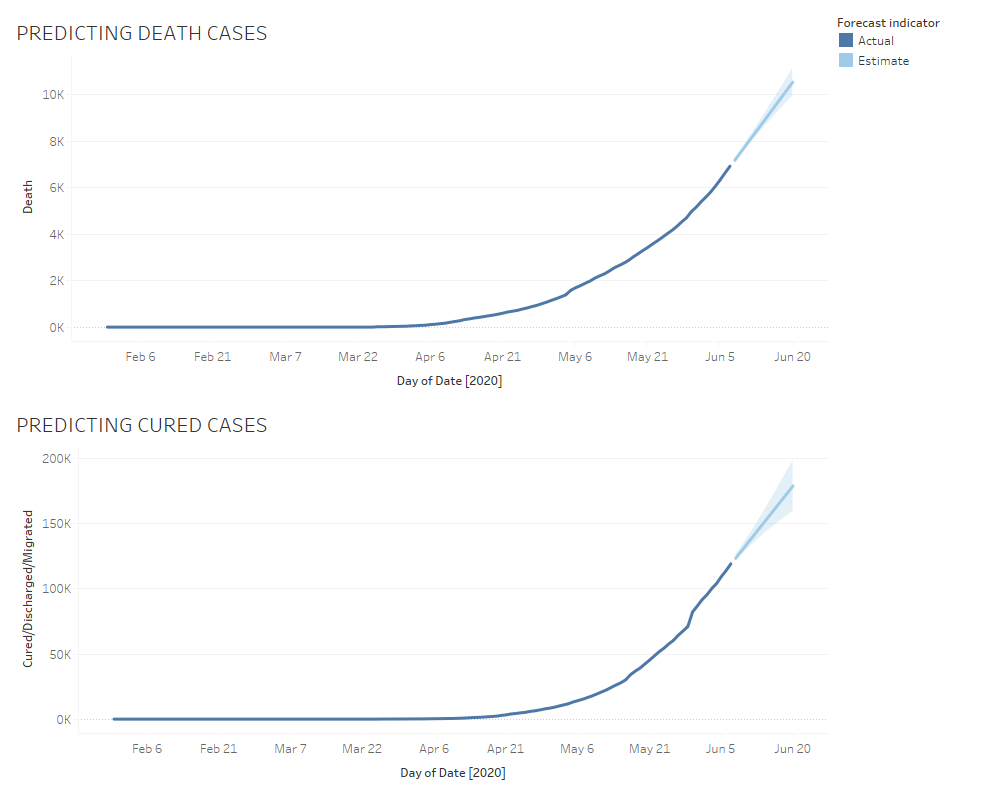 PREDICTING DEATH CASES
Forecast indicator
Actual
Estimate
10K
8K
6K
4K
2K
0K
Death
Feb 6 Feb 21 Mar 7 Mar 22 Apr 6 Apr 21 May 6 May 21 Jun 5 Jun 20
Day of Date [2020]
PREDICTING CURED CASES
200K
150K
100K
50K
0K
Cured/Discharged/Migrated
Feb 6 Feb 21 Mar 7 Mar 22 Apr 6 Apr 21 May 6 May 21 Jun 5 Jun 20
Day of Date [2020]